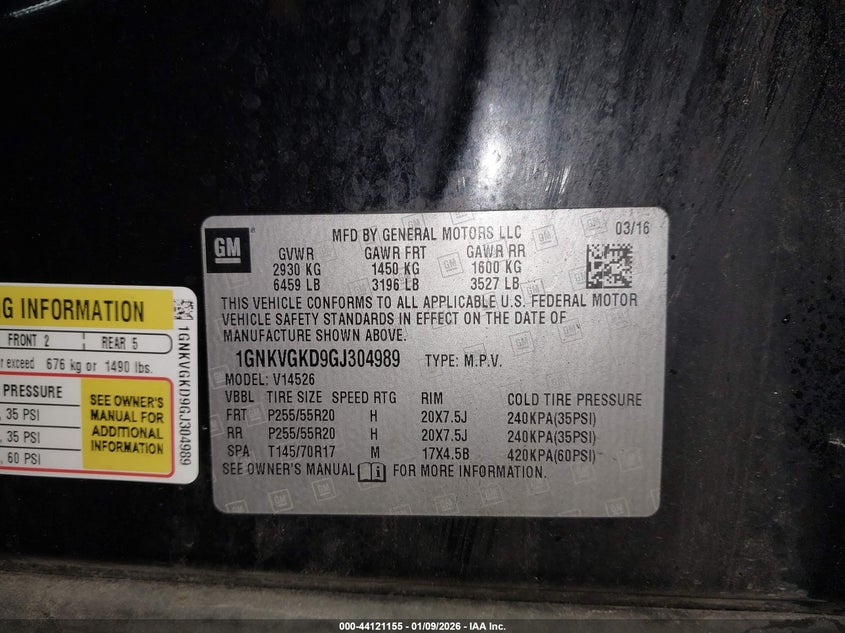 GM
MFD BY GENERAL MOTORS LLC 03/16
GVWR GAWR FRT GAWR RR
2930 KG 1450 KG 1600 KG
6459 LB 3196 LB 3527 LB
THIS VEHICLE CONFORMS TO ALL APPLICABLE U.S. FEDERAL MOTOR
VEHICLE SAFETY STANDARDS IN EFFECT ON THE DATE OF
MANUFACTURE SHOWN ABOVE.
1GNKVGKD9GJ304989 TYPE: M.P.V.
MODEL: V14526
VBBL TIRE SIZE SPEED RTG RIM COLD TIRE PRESSURE
FRT P255/55R20 H 20X7.5J 240KPA(35PSI)
RR P255/55R20 H 20X7.5J 240KPA(35PSI)
SPA T145/70R17 M 17X4.5B 420KPA(60PSI)
SEE OWNER'S MANUAL FOR MORE INFORMATION.
G INFORMATION
FRONT 2 REAR 5
er exceed 676 kg or 1490 lbs.
PRESSURE
, 35 PSI
, 35 PSI
, 60 PSI
SEE OWNER'S
MANUAL FOR
ADDITIONAL
INFORMATION
1GNKVGKD9GJ304989
000-44121155 - 01/09/2026 - IAA Inc.